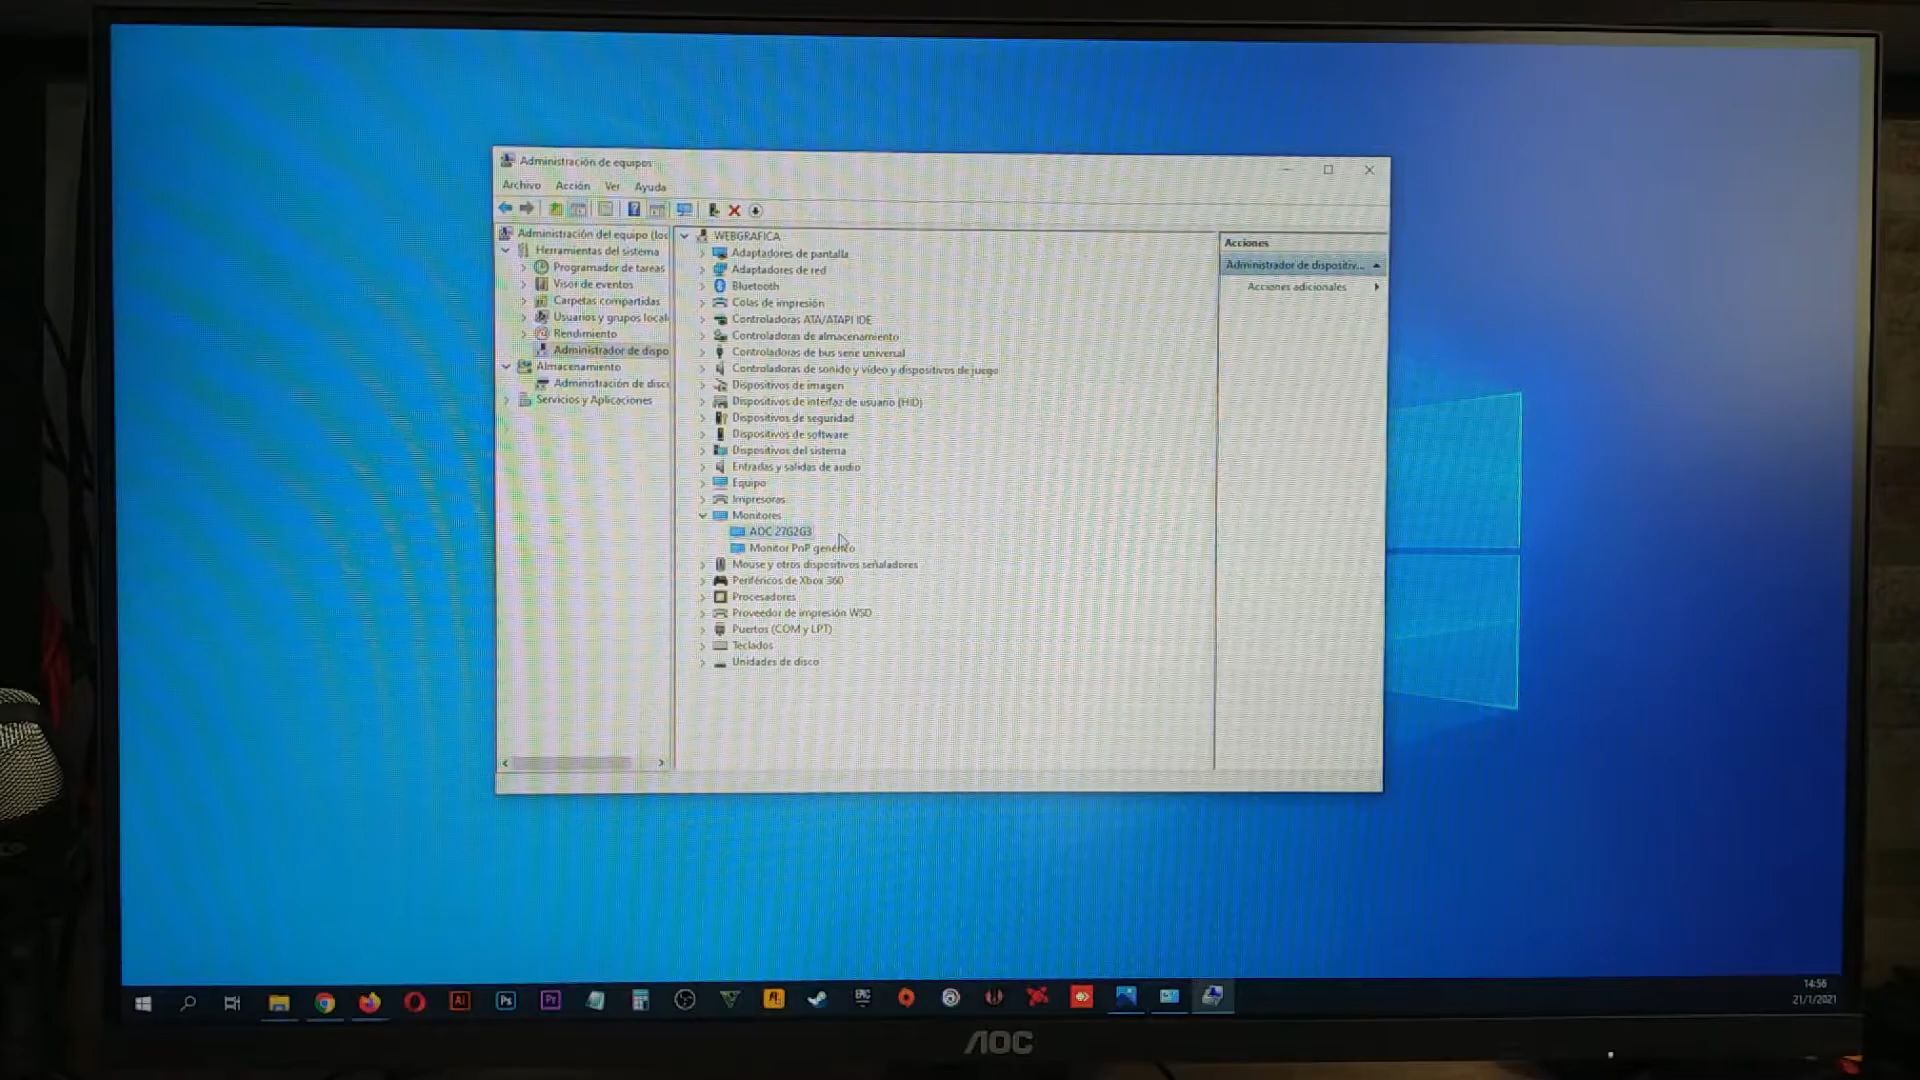 Administración de equipos
Archivo Acción Ver Ayuda
Administración del equipo (loc
Herramientas del sistema
Programador de tareas
Visor de eventos
Carpetas compartidas
Usuarios y grupos local
Rendimiento
Administrador de dispo
Almacenamiento
Administración de disc
Servicios y Aplicaciones
WEBGRAFICA
Adaptadores de pantalla
Adaptadores de red
Bluetooth
Colas de impresión
Controladoras ATA/ATAPI IDE
Controladoras de almacenamiento
Controladoras de bus serie universal
Controladoras de sonido y vídeo y dispositivos de juego
Dispositivos de imagen
Dispositivos de interfaz de usuario (HID)
Dispositivos de seguridad
Dispositivos de software
Dispositivos del sistema
Entradas y salidas de audio
Equipo
Impresoras
Monitores
AOC 27G2G3
Monitor PnP genérico
Mouse y otros dispositivos señaladores
Periféricos de Xbox 360
Procesadores
Proveedor de impresión WSD
Puertos (COM y LPT)
Teclados
Unidades de disco
Acciones
Administrador de dispositiv...
Acciones adicionales
Ai
Ps
Pr
EPIC
14:56
21/1/2021
AOC